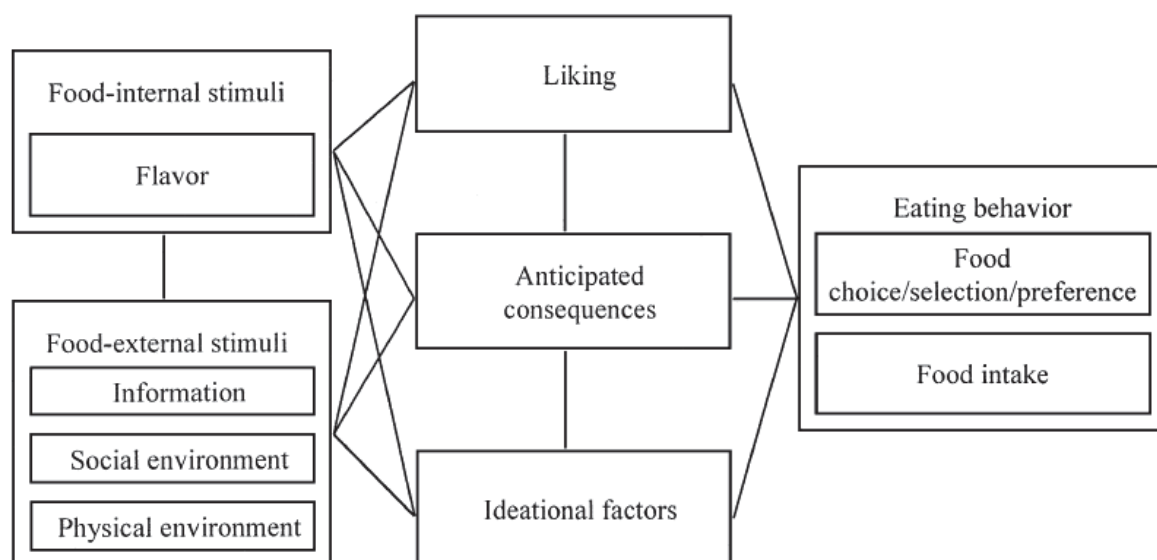 Food-internal stimuli
Flavor
Food-external stimuli
Information
Social environment
Physical environment
Liking
Anticipated
consequences
Ideational factors
Eating behavior
Food
choice/selection/preference
Food intake